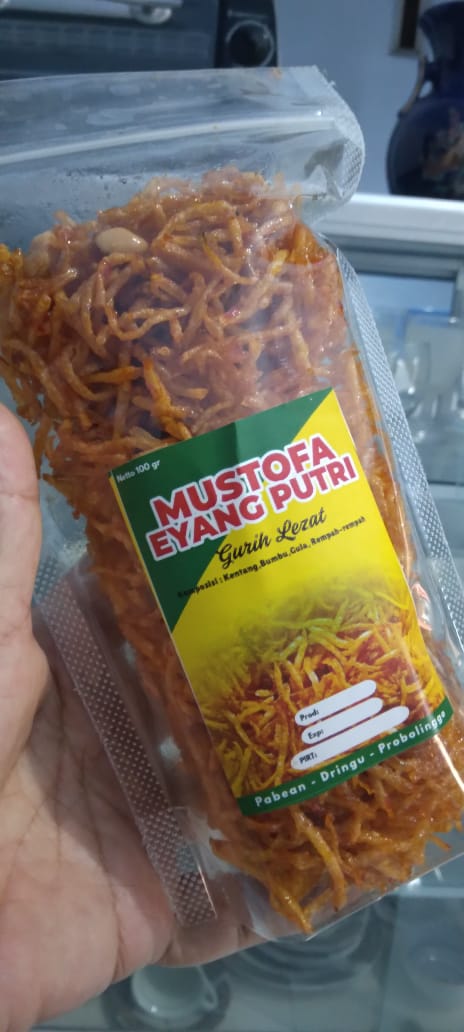 Netto 100 gr
MUSTOFA
EYANG PUTRI
Gurih Lezat
Komposisi : Kentang,Bumbu,Gula, Rempah-rempah
Prod:
Exp:
PIRT:
Pabean - Dringu - Probolinggo